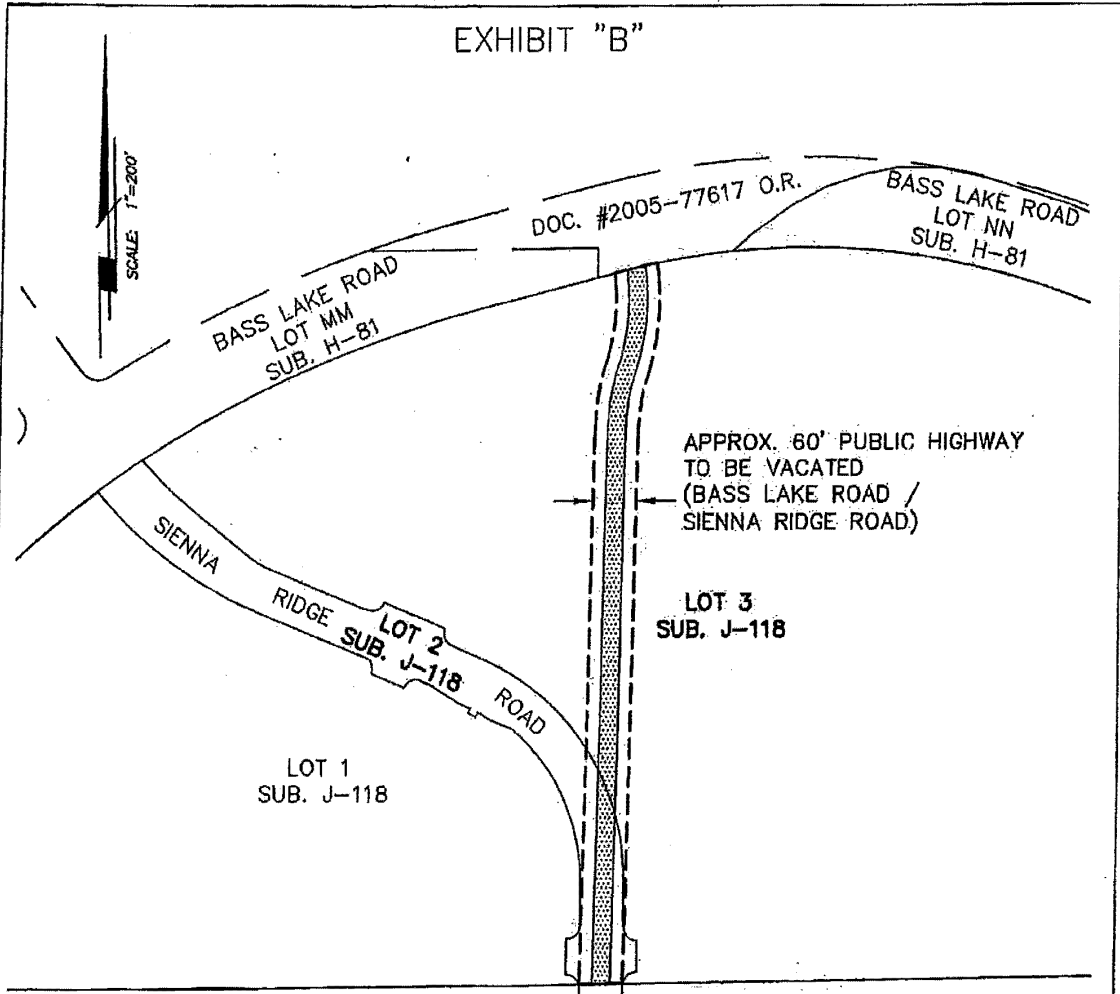 EXHIBIT "B"
SCALE: 1"=200'
DOC. #2005-77617 O.R.
BASS LAKE ROAD
LOT NN
SUB. H-81
BASS LAKE ROAD
LOT MM
SUB. H-81
APPROX. 60' PUBLIC HIGHWAY
TO BE VACATED
(BASS LAKE ROAD /
SIENNA RIDGE ROAD)
SIENNA RIDGE ROAD
LOT 2
SUB. J-118
LOT 3
SUB. J-118
LOT 1
SUB. J-118